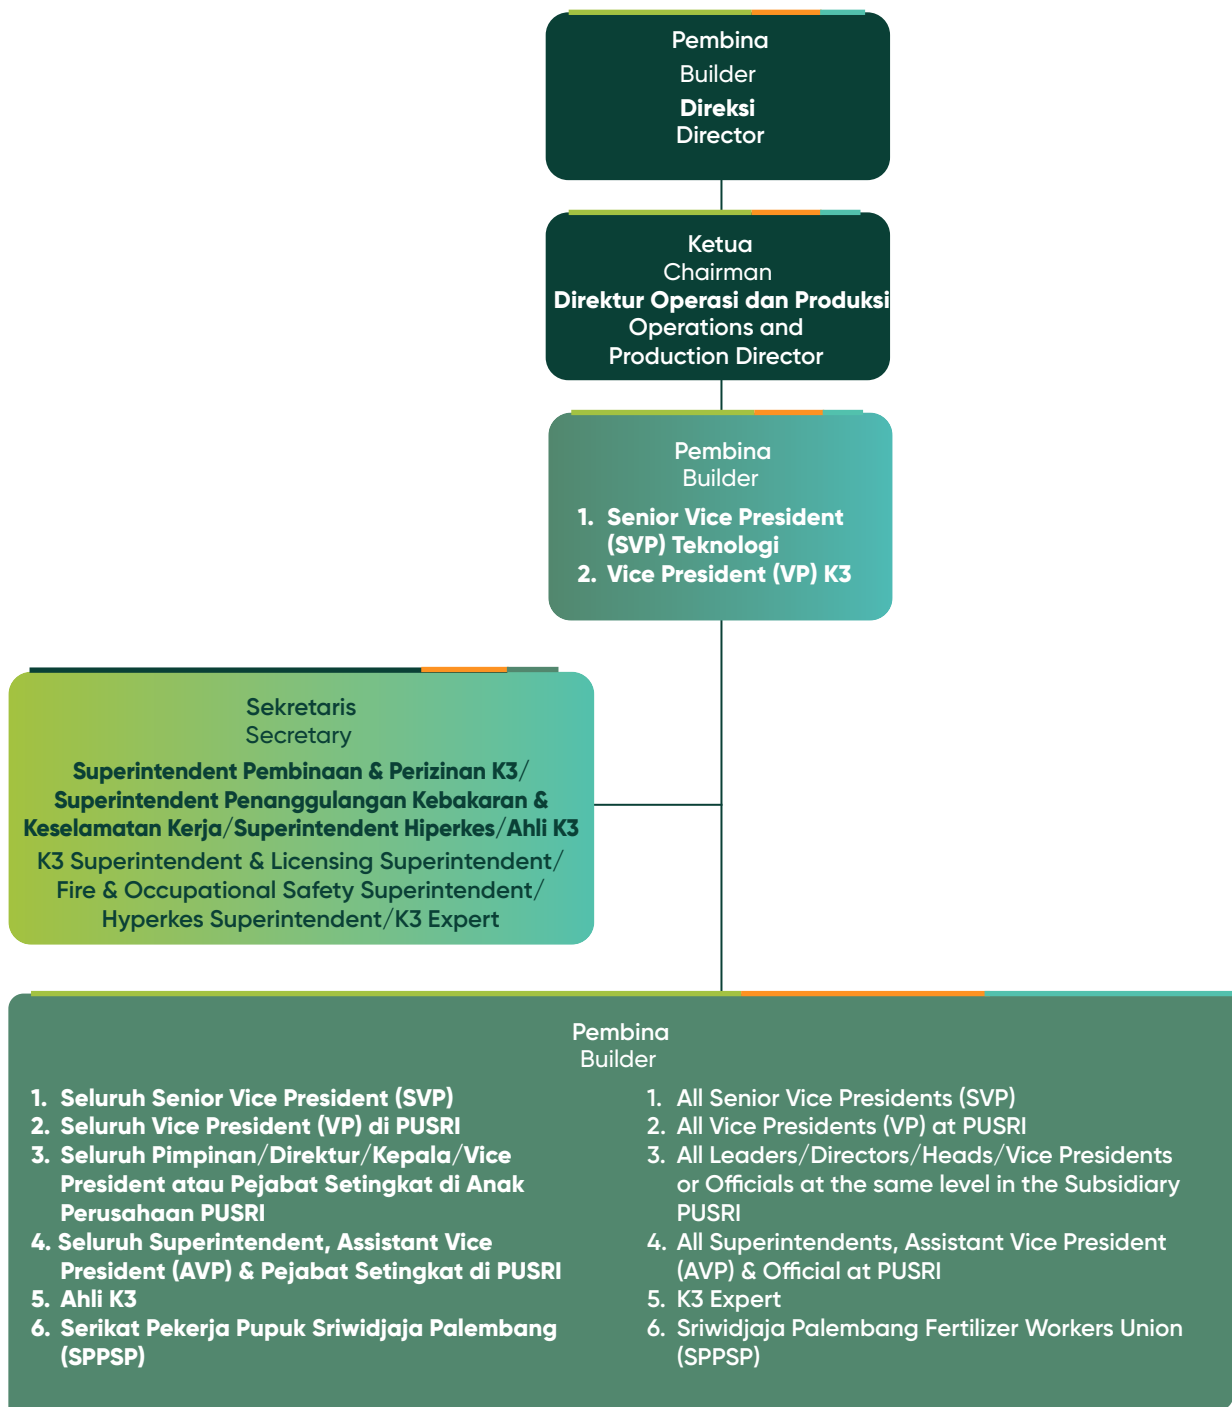 Pembina
Builder
Direksi
Director
Ketua
Chairman
Direktur Operasi dan Produksi
Operations and
Production Director
Pembina
Builder
1. Senior Vice President
(SVP) Teknologi
2. Vice President (VP) K3
Sekretaris
Secretary
Superintendent Pembinaan & Perizinan K3/
Superintendent Penanggulangan Kebakaran &
Keselamatan Kerja/Superintendent Hiperkes/Ahli K3
K3 Superintendent & Licensing Superintendent/
Fire & Occupational Safety Superintendent/
Hyperkes Superintendent/K3 Expert
Pembina
Builder
1. Seluruh Senior Vice President (SVP)
2. Seluruh Vice President (VP) di PUSRI
3. Seluruh Pimpinan/Direktur/Kepala/Vice
President atau Pejabat Setingkat di Anak
Perusahaan PUSRI
4. Seluruh Superintendent, Assistant Vice
President (AVP) & Pejabat Setingkat di PUSRI
5. Ahli K3
6. Serikat Pekerja Pupuk Sriwidjaja Palembang
(SPPSP)
1. All Senior Vice Presidents (SVP)
2. All Vice Presidents (VP) at PUSRI
3. All Leaders/Directors/Heads/Vice Presidents
or Officials at the same level in the Subsidiary
PUSRI
4. All Superintendents, Assistant Vice President
(AVP) & Official at PUSRI
5. K3 Expert
6. Sriwidjaja Palembang Fertilizer Workers Union
(SPPSP)